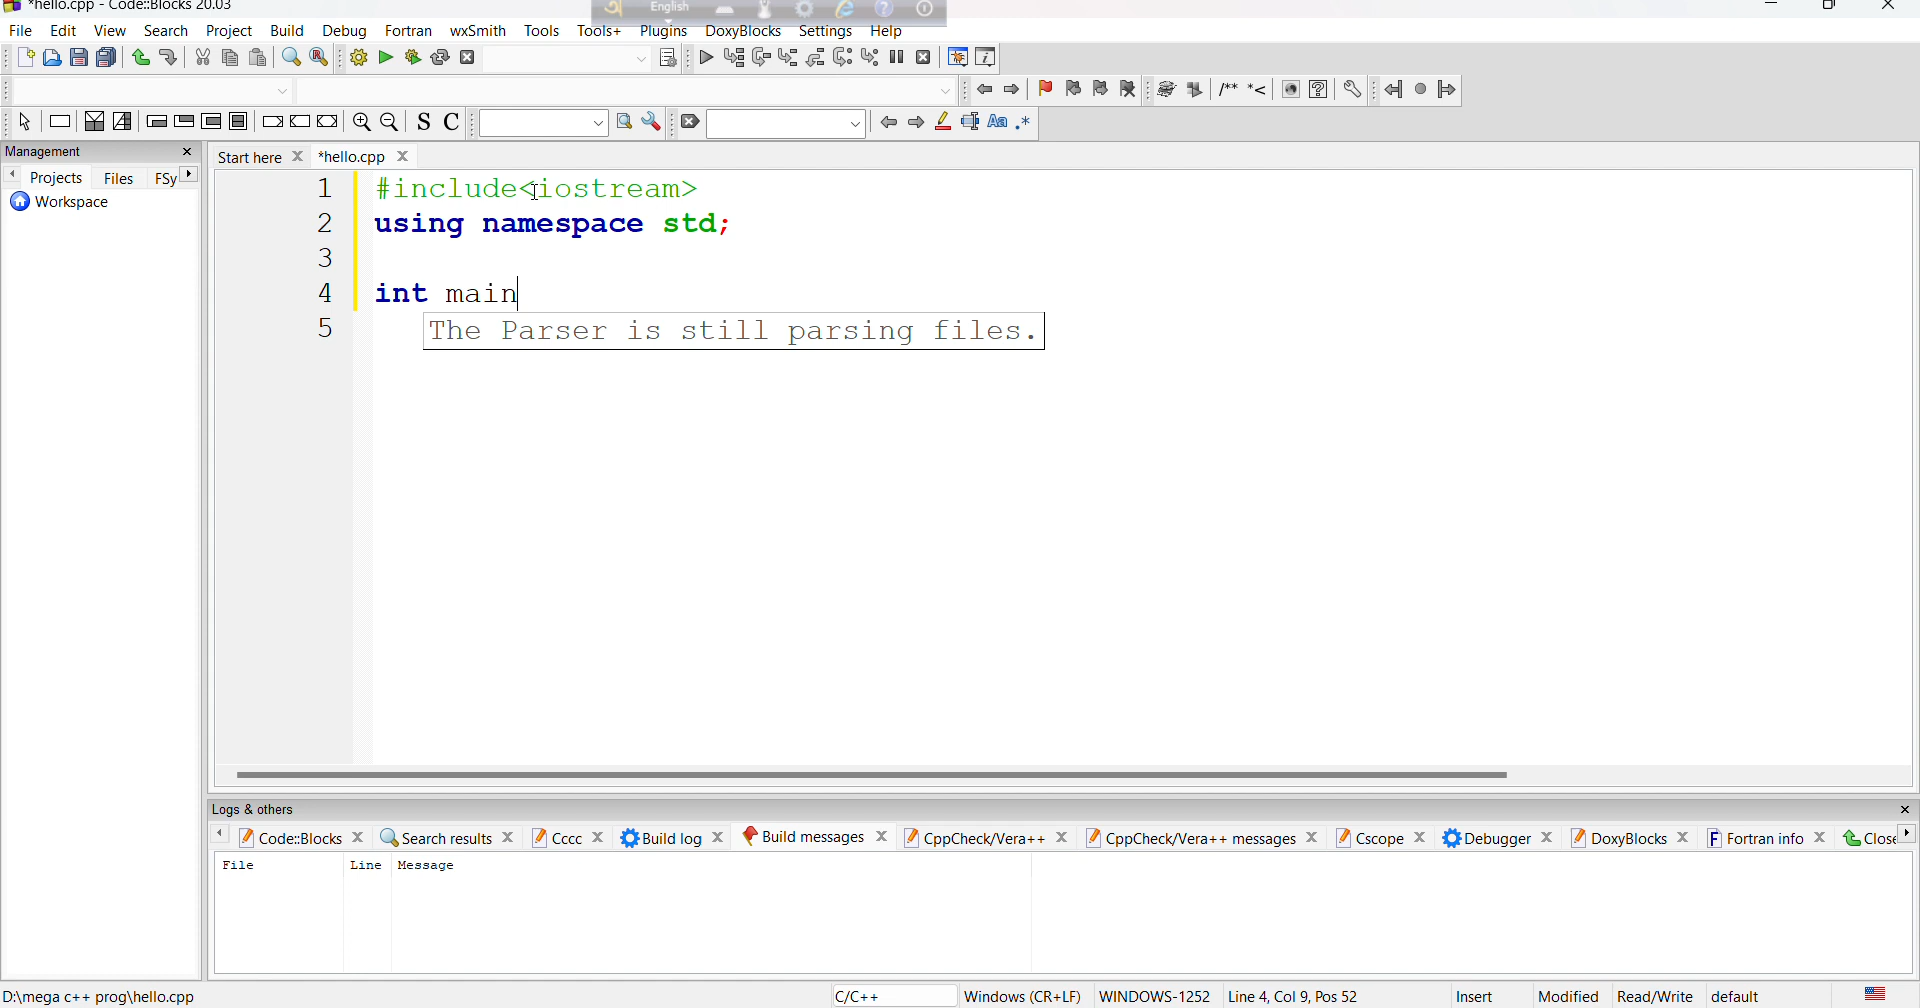 *hello.cpp - Code::Blocks 20.03
English
File Edit View Search Project Build Debug Fortran wxSmith Tools Tools+ Plugins DoxyBlocks Settings Help
/** *<
S C Aa .*
Management
Start here *hello.cpp
Projects Files FSy
Workspace
1 #include<iostream>
2 using namespace std;
3
4 int main
5 The Parser is still parsing files.
Logs & others
Code::Blocks Search results Cccc Build log Build messages CppCheck/Vera++ CppCheck/Vera++ messages Cscope Debugger DoxyBlocks Fortran info Close
File Line Message
D:\mega c++ prog\hello.cpp C/C++ Windows (CR+LF) WINDOWS-1252 Line 4, Col 9, Pos 52 Insert Modified Read/Write default